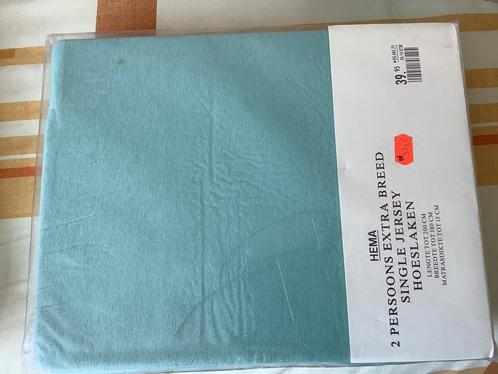 HEMA
2 PERSOONS EXTRA BREED
SINGLE JERSEY
HOESLAKEN
LENGTE TOT 200 CM
BREEDTE TOT 180 CM
MATRASDIKTE TOT 15 CM
39.95